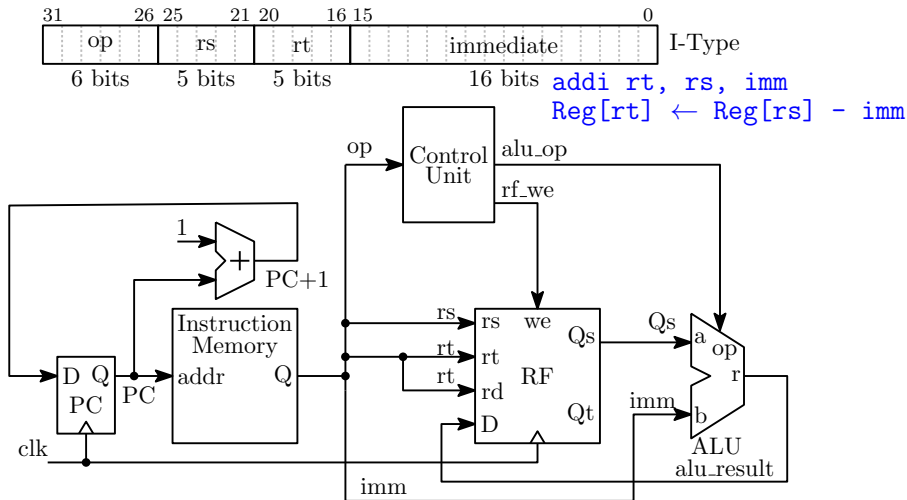 31 26 25 21 20 16 15 0
op rs rt immediate I-Type
6 bits 5 bits 5 bits 16 bits
addi rt, rs, imm
Reg[rt] ← Reg[rs] - imm
op
Control
Unit
alu_op
rf_we
1
+
PC+1
Instruction
Memory
addr
Q
D Q
PC
PC
clk
rs
rt
rt
rs
rt
rd
D
we
RF
Qs
Qt
Qs
imm
a
b
op
r
ALU
alu_result
imm